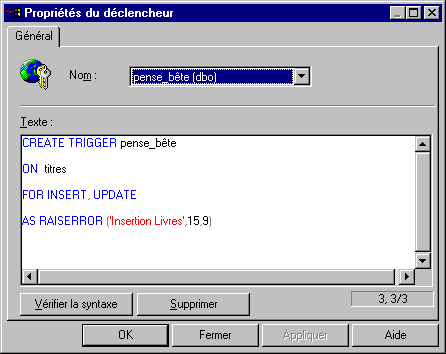 Propriétés du déclencheur
Général
Nom:
pense_bête (dbo)
Texte :
CREATE TRIGGER pense_bête
ON titres
FOR INSERT, UPDATE
AS RAISERROR ('Insertion Livres',15,9)
3, 3/3
Vérifier la syntaxe Supprimer
OK Fermer Appliquer Aide